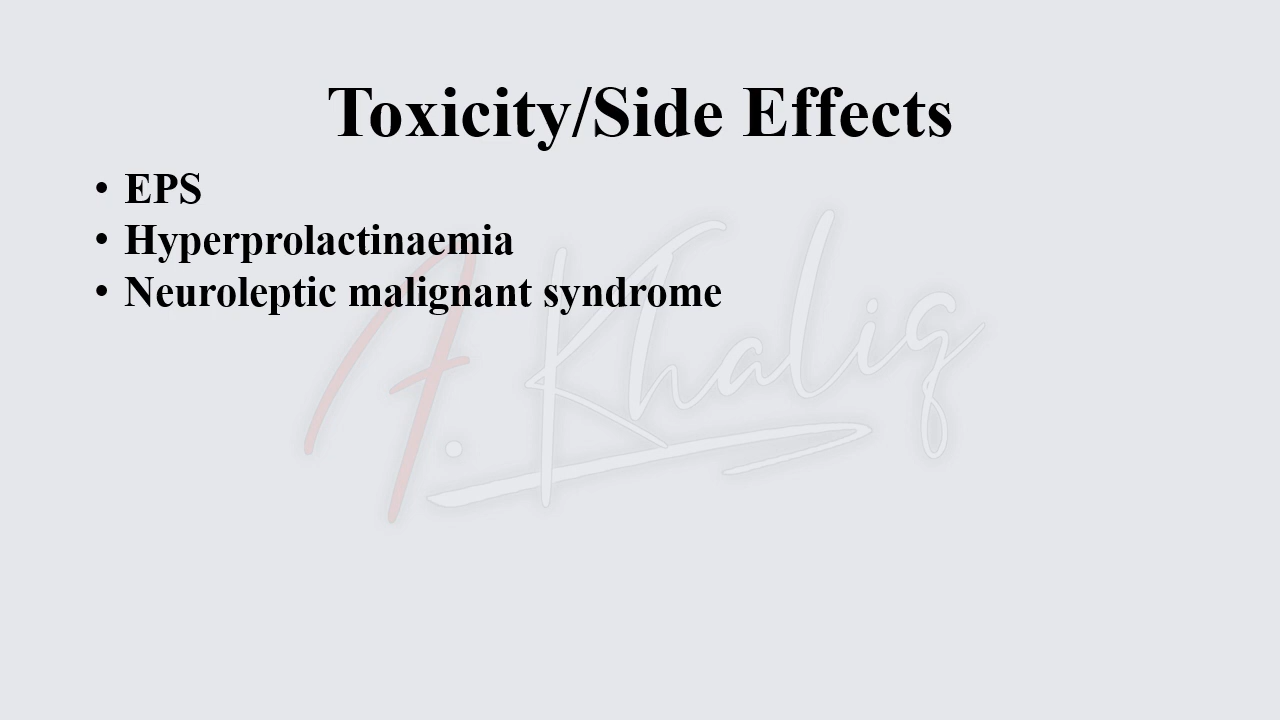 Toxicity/Side Effects
• EPS
• Hyperprolactinaemia
• Neuroleptic malignant syndrome
A. Khaliq